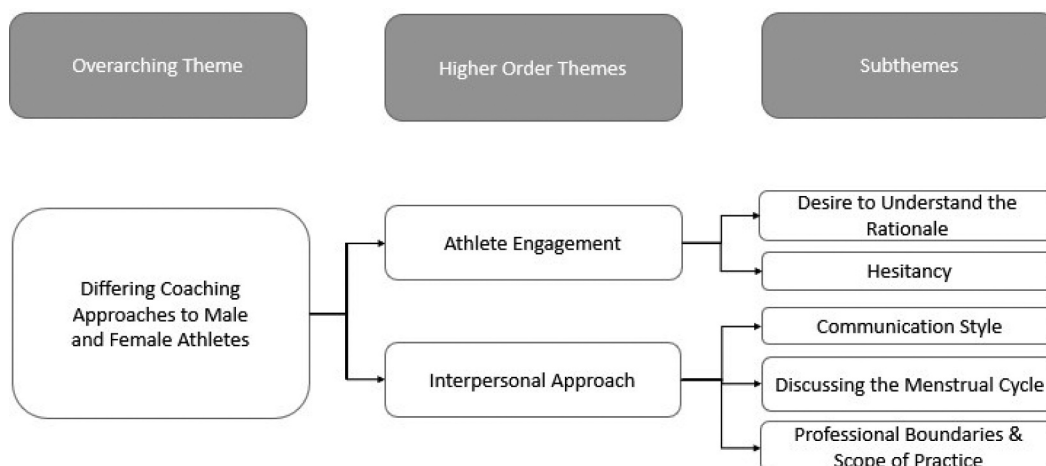 Overarching Theme
Higher Order Themes
Subthemes
Differing Coaching
Approaches to Male
and Female Athletes
Athlete Engagement
Interpersonal Approach
Desire to Understand the
Rationale
Hesitancy
Communication Style
Discussing the Menstrual Cycle
Professional Boundaries &
Scope of Practice